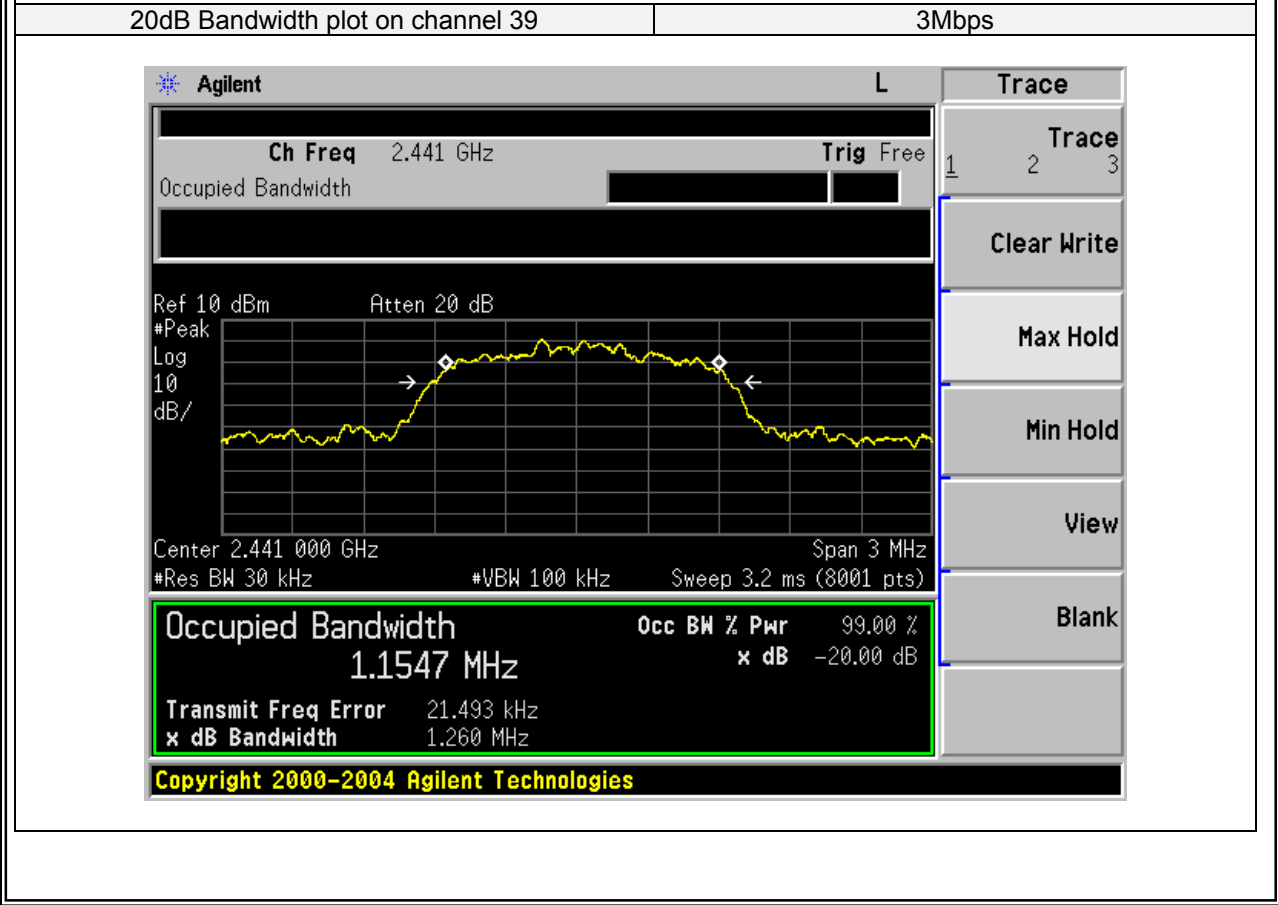 20dB Bandwidth plot on channel 39 3Mbps
Agilent L Trace
Ch Freq 2.441 GHz Trig Free
Occupied Bandwidth
Trace
1 2 3
Clear Write
Max Hold
Min Hold
View
Blank
Ref 10 dBm Atten 20 dB
#Peak
Log
10
dB/
Center 2.441 000 GHz Span 3 MHz
#Res BW 30 kHz #VBW 100 kHz Sweep 3.2 ms (8001 pts)
Occupied Bandwidth Occ BW % Pwr 99.00 %
1.1547 MHz x dB -20.00 dB
Transmit Freq Error 21.493 kHz
x dB Bandwidth 1.260 MHz
Copyright 2000-2004 Agilent Technologies